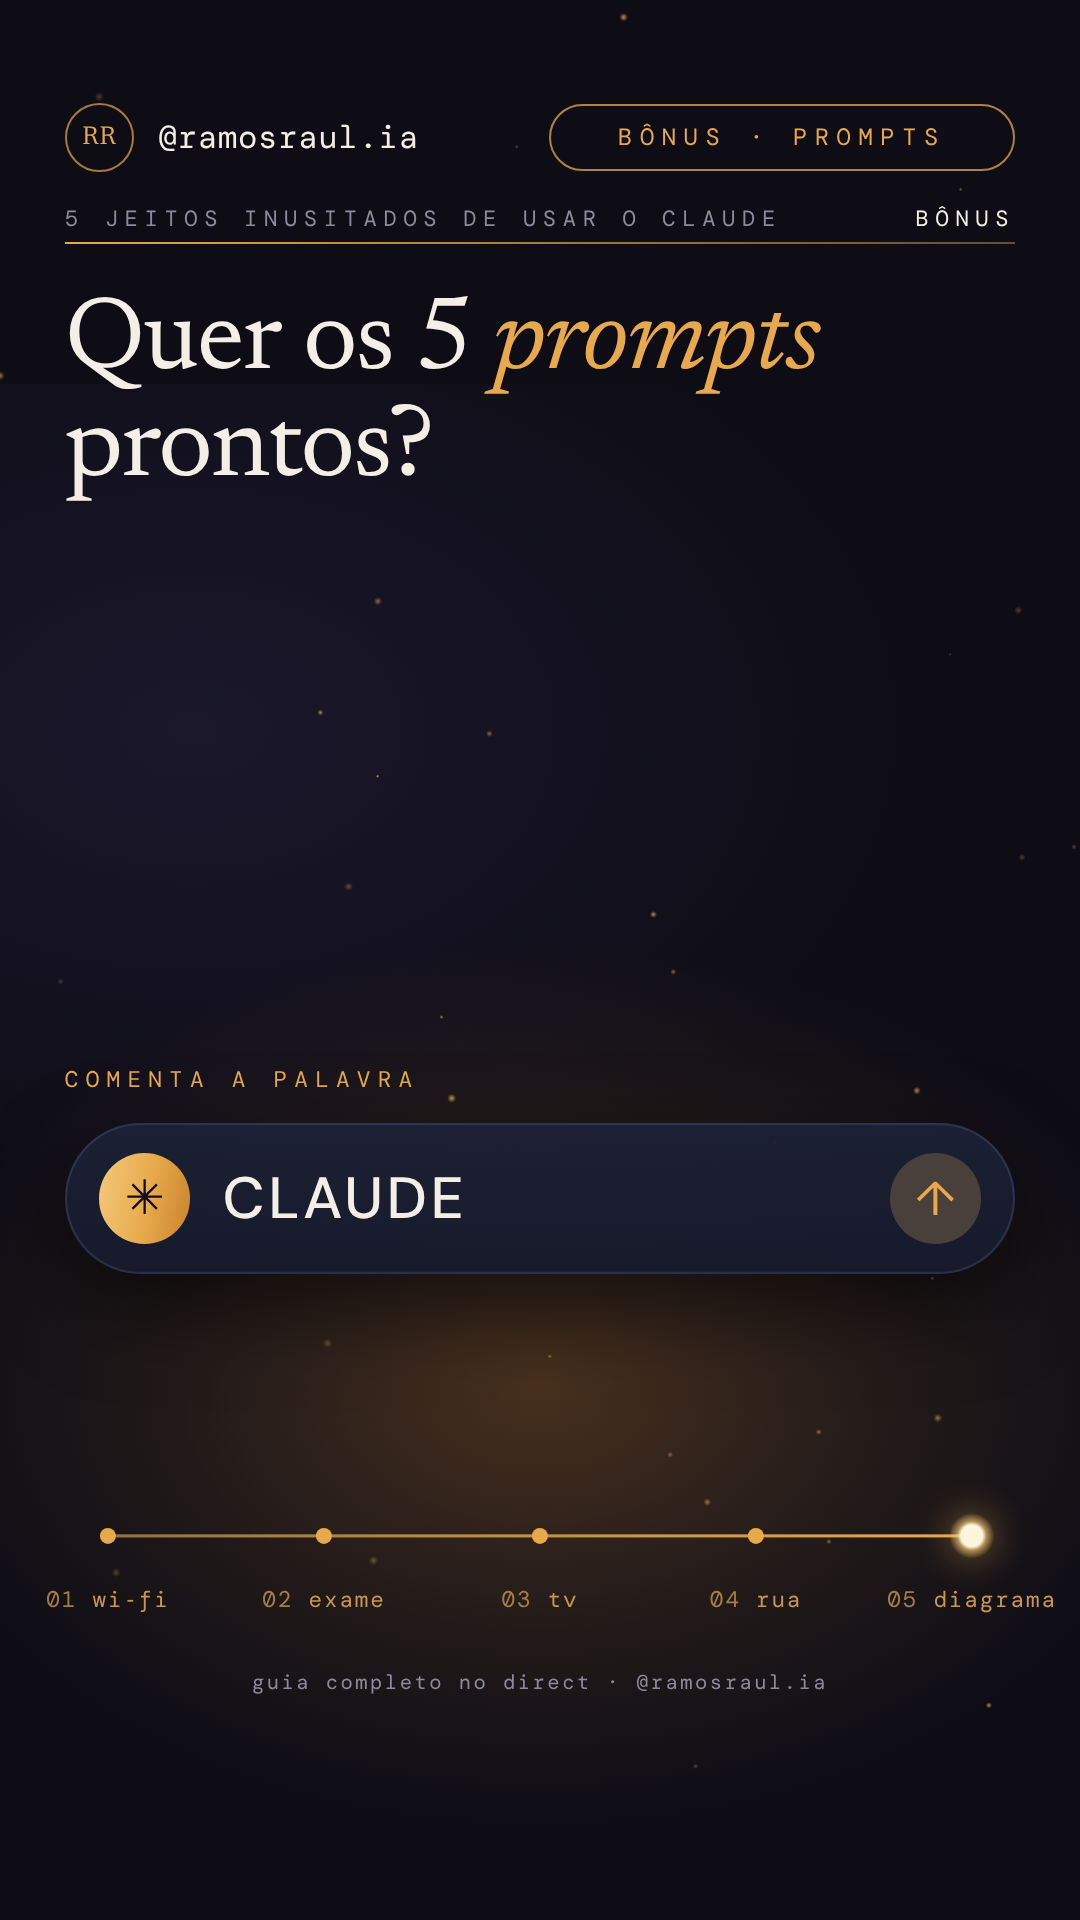 RR @ramosraul.ia
BÔNUS · PROMPTS
5 JEITOS INUSITADOS DE USAR O CLAUDE
BÔNUS
Quer os 5 prompts
prontos?
COMENTA A PALAVRA
CLAUDE
01 wi-fi
02 exame
03 tv
04 rua
05 diagrama
guia completo no direct · @ramosraul.ia